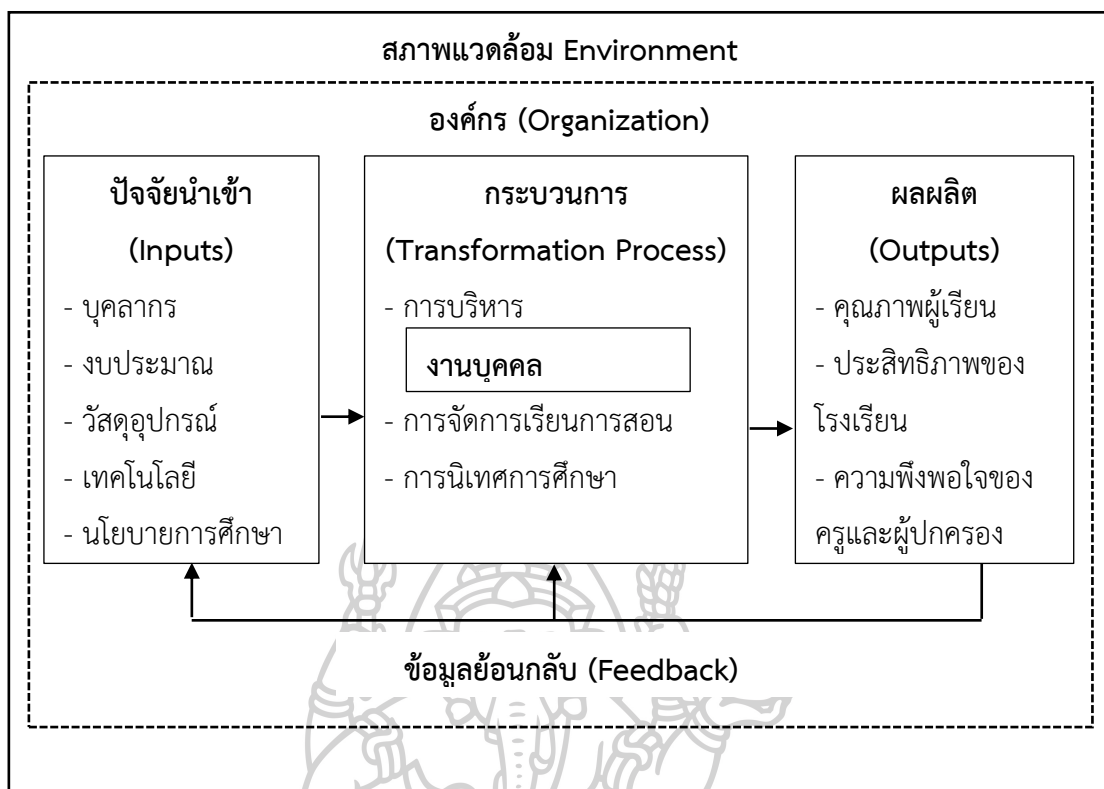 สภาพแวดล้อม Environment
องค์กร (Organization)
ปัจจัยนำเข้า
(Inputs)
- บุคลากร
- งบประมาณ
- วัสดุอุปกรณ์
- เทคโนโลยี
- นโยบายการศึกษา
กระบวนการ
(Transformation Process)
- การบริหาร
งานบุคคล
- การจัดการเรียนการสอน
- การนิเทศการศึกษา
ผลผลิต
(Outputs)
- คุณภาพผู้เรียน
- ประสิทธิภาพของ
โรงเรียน
- ความพึงพอใจของ
ครูและผู้ปกครอง
ข้อมูลย้อนกลับ (Feedback)